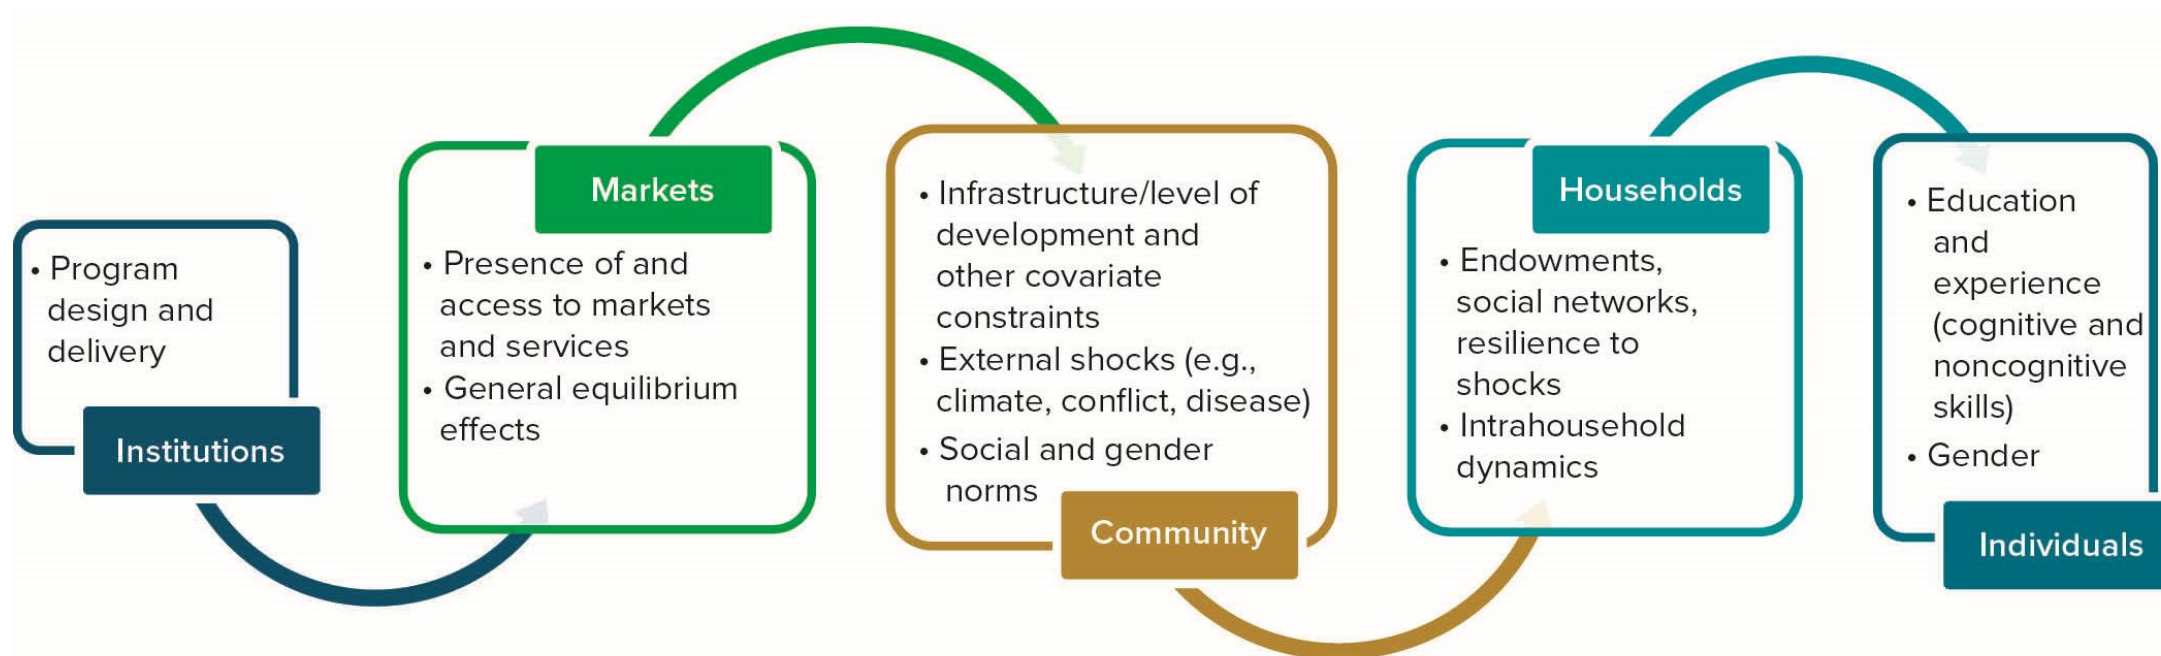 • Program
design and
delivery
Institutions
Markets
• Presence of and
access to markets
and services
• General equilibrium
effects
• Infrastructure/level of
development and
other covariate
constraints
• External shocks (e.g.,
climate, conflict, disease)
• Social and gender
norms
Community
Households
• Endowments,
social networks,
resilience to
shocks
• Intrahousehold
dynamics
• Education
and
experience
(cognitive and
noncognitive
skills)
• Gender
Individuals